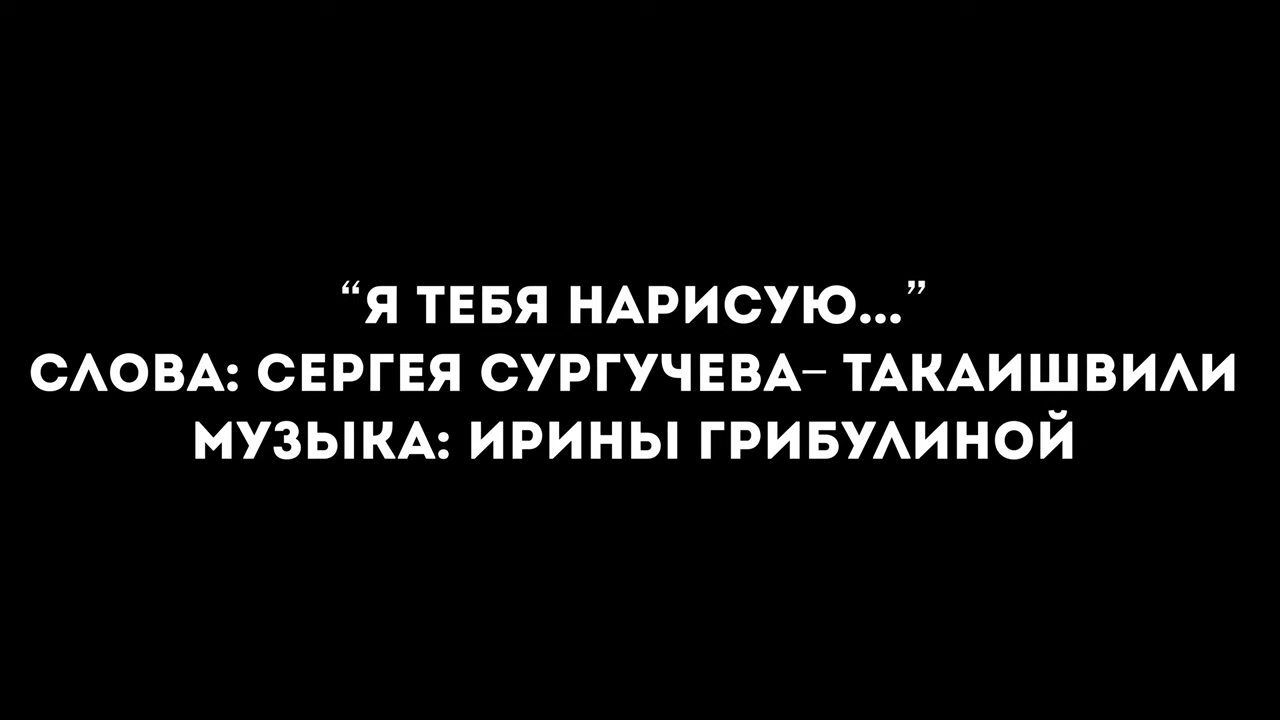 “Я ТЕБЯ НАРИСУЮ...”
СЛОВА: СЕРГЕЯ СУРГУЧЕВА– ТАКАИШВИЛИ
МУЗЫКА: ИРИНЫ ГРИБУЛИНОЙ